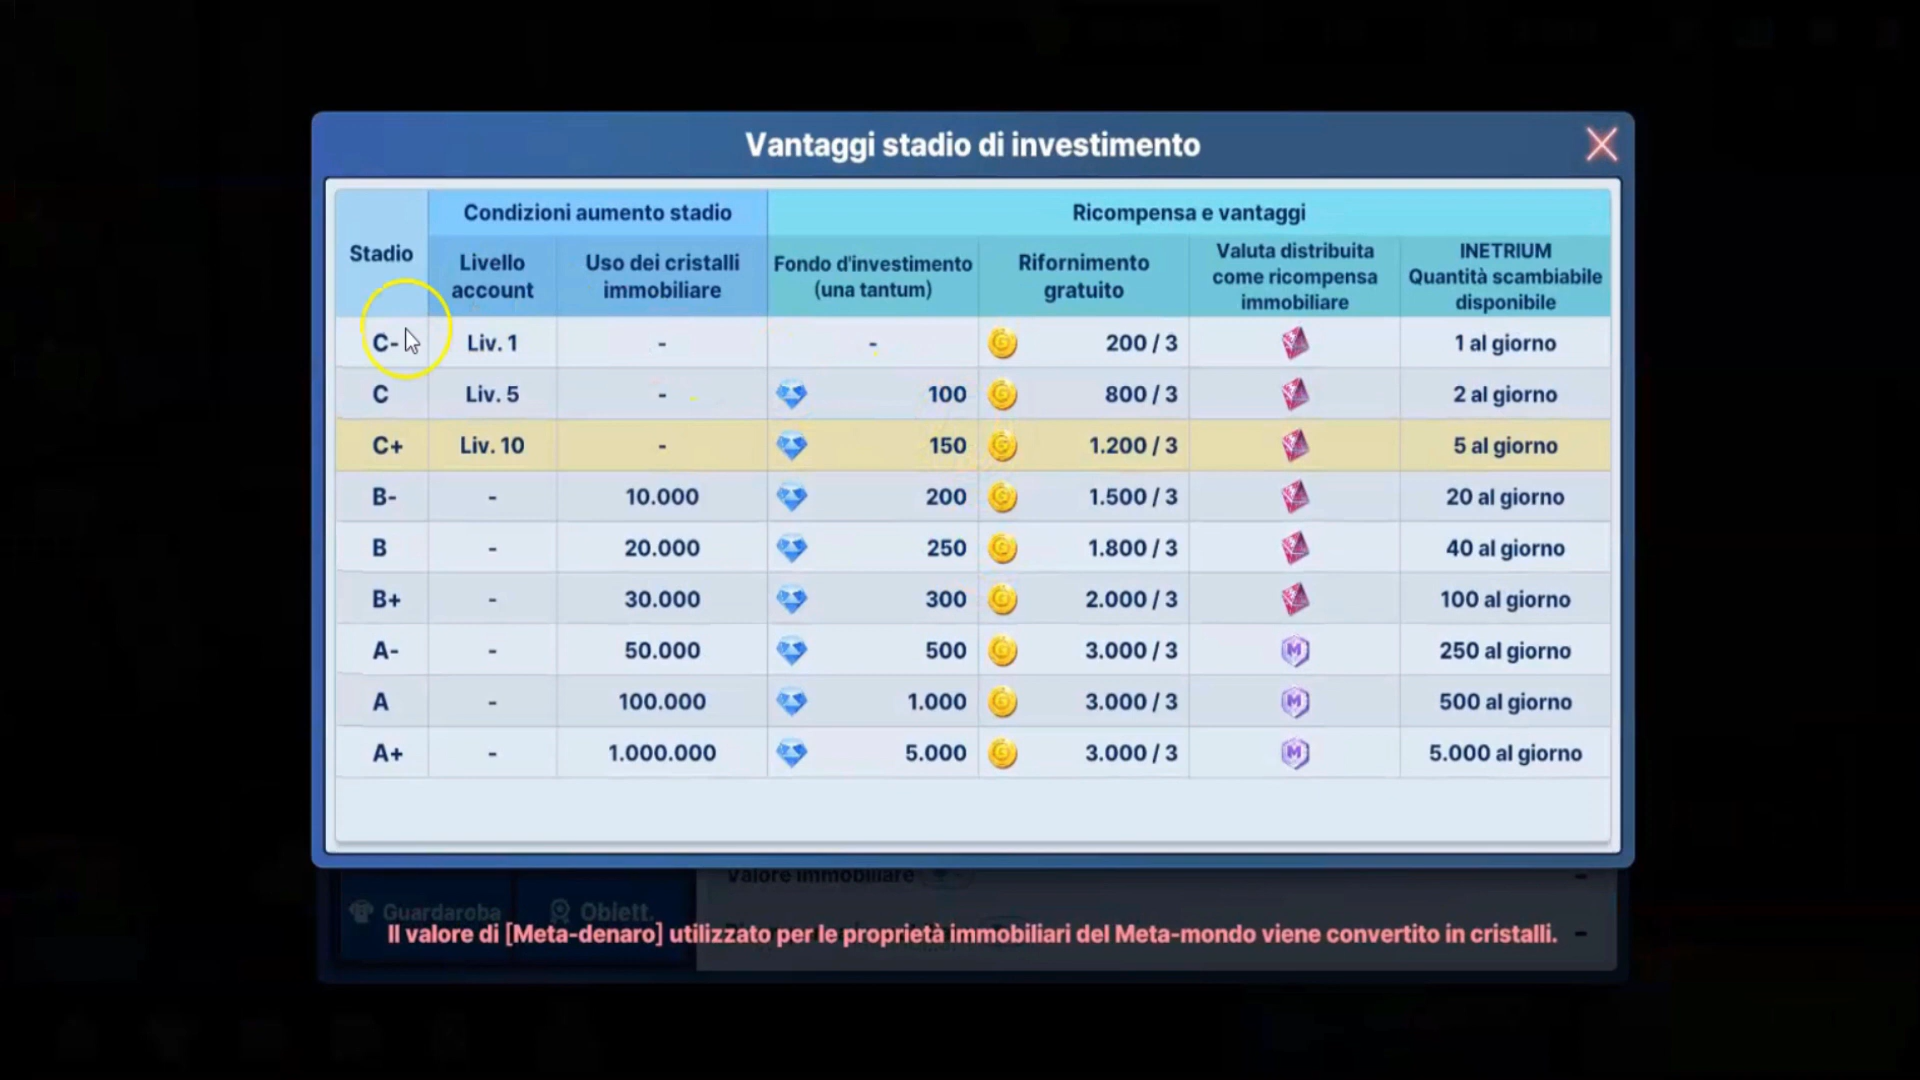 Vantaggi stadio di investimento
Stadio
Condizioni aumento stadio
Ricompensa e vantaggi
Livello account
Uso dei cristalli immobiliare
Fondo d'investimento (una tantum)
Rifornimento gratuito
Valuta distribuita come ricompensa immobiliare
INETRIUM Quantità scambiabile disponibile
C- Liv. 1 - - 200 / 3 1 al giorno
C Liv. 5 - 100 800 / 3 2 al giorno
C+ Liv. 10 - 150 1.200 / 3 5 al giorno
B- - 10.000 200 1.500 / 3 20 al giorno
B - 20.000 250 1.800 / 3 40 al giorno
B+ - 30.000 300 2.000 / 3 100 al giorno
A- - 50.000 500 3.000 / 3 250 al giorno
A - 100.000 1.000 3.000 / 3 500 al giorno
A+ - 1.000.000 5.000 3.000 / 3 5.000 al giorno
Valore immobiliare -
Guardaroba Obiett.
Il valore di [Meta-denaro] utilizzato per le proprietà immobiliari del Meta-mondo viene convertito in cristalli. -